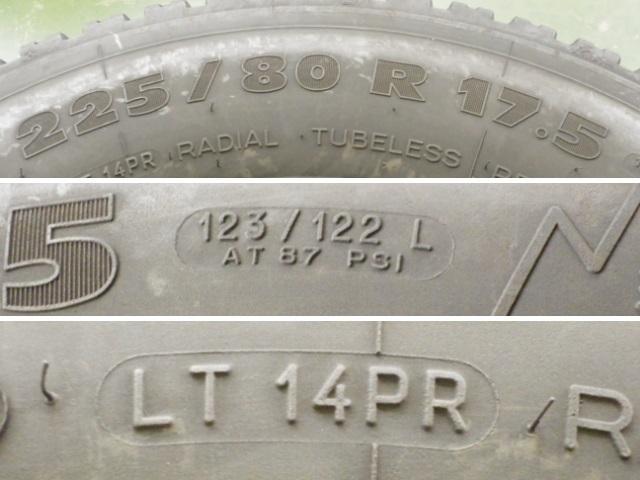 225/80 R 17.5
14PR RADIAL TUBELESS
5 123/122 L
AT 87 PSI
LT 14PR R